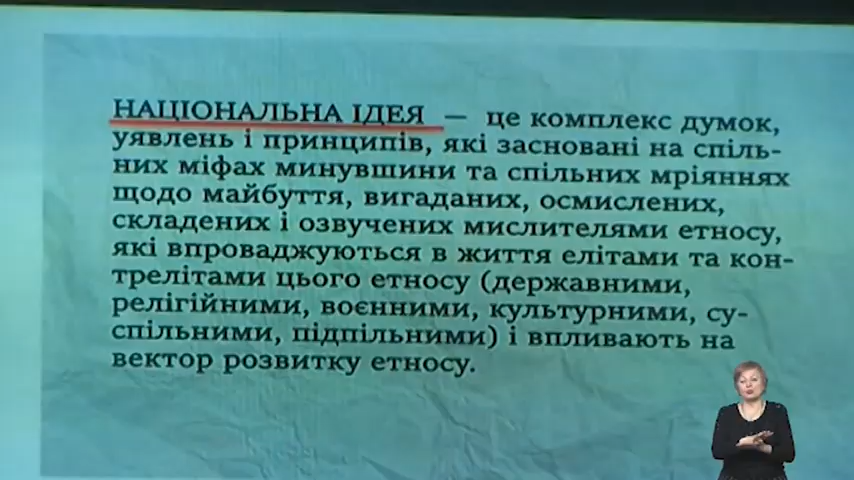 НАЦІОНАЛЬНА ІДЕЯ — це комплекс думок,
уявлень і принципів, які засновані на спіль-
них міфах минувшини та спільних мріяннях
щодо майбуття, вигаданих, осмислених,
складених і озвучених мислителями етносу,
які впроваджуються в життя елітами та кон-
трелітами цього етносу (державними,
релігійними, воєнними, культурними, су-
спільними, підпільними) і впливають на
вектор розвитку етносу.